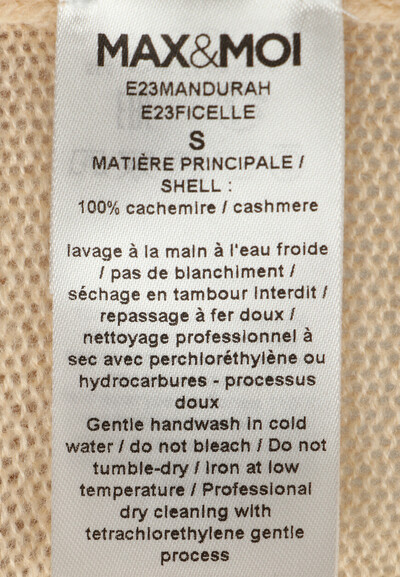 MAX&MOI
E23MANDURAH
E23FICELLE
S
MATIÈRE PRINCIPALE /
SHELL :
100% cachemire / cashmere
lavage à la main à l'eau froide
/ pas de blanchiment /
séchage en tambour interdit /
repassage à fer doux /
nettoyage professionnel à
sec avec perchloréthylène ou
hydrocarbures - processus
doux
Gentle handwash in cold
water / do not bleach / Do not
tumble-dry / Iron at low
temperature / Professional
dry cleaning with
tetrachlorethylene gentle
process